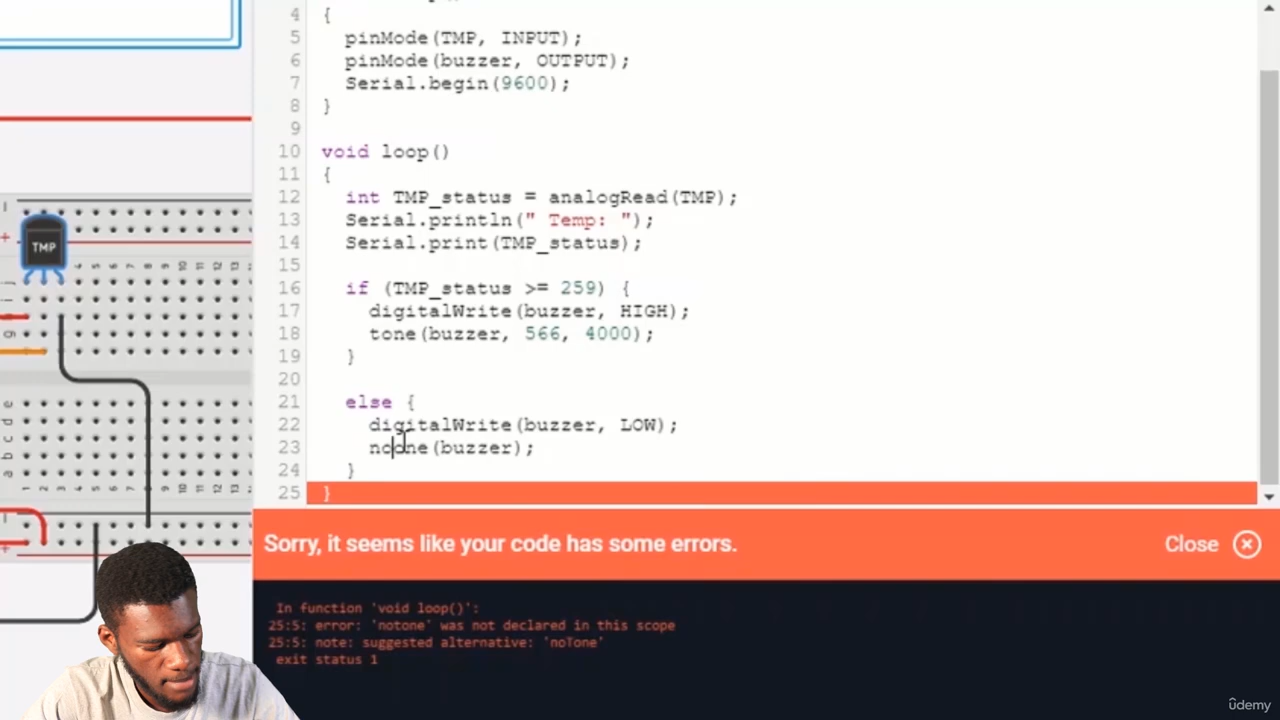 4 {
5 pinMode(TMP, INPUT);
6 pinMode(buzzer, OUTPUT);
7 Serial.begin(9600);
8 }
9
10 void loop()
11 {
12 int TMP_status = analogRead(TMP);
13 Serial.println(" Temp: ");
14 Serial.print(TMP_status);
15
16 if (TMP_status >= 259) {
17 digitalWrite(buzzer, HIGH);
18 tone(buzzer, 566, 4000);
19 }
20
21 else {
22 digitalWrite(buzzer, LOW);
23 noone(buzzer);
24 }
25 }
TMP
Sorry, it seems like your code has some errors.
Close
In function 'void loop()':
25:5: error: 'notone' was not declared in this scope
25:5: note: suggested alternative: 'noTone'
exit status 1
ûdemy